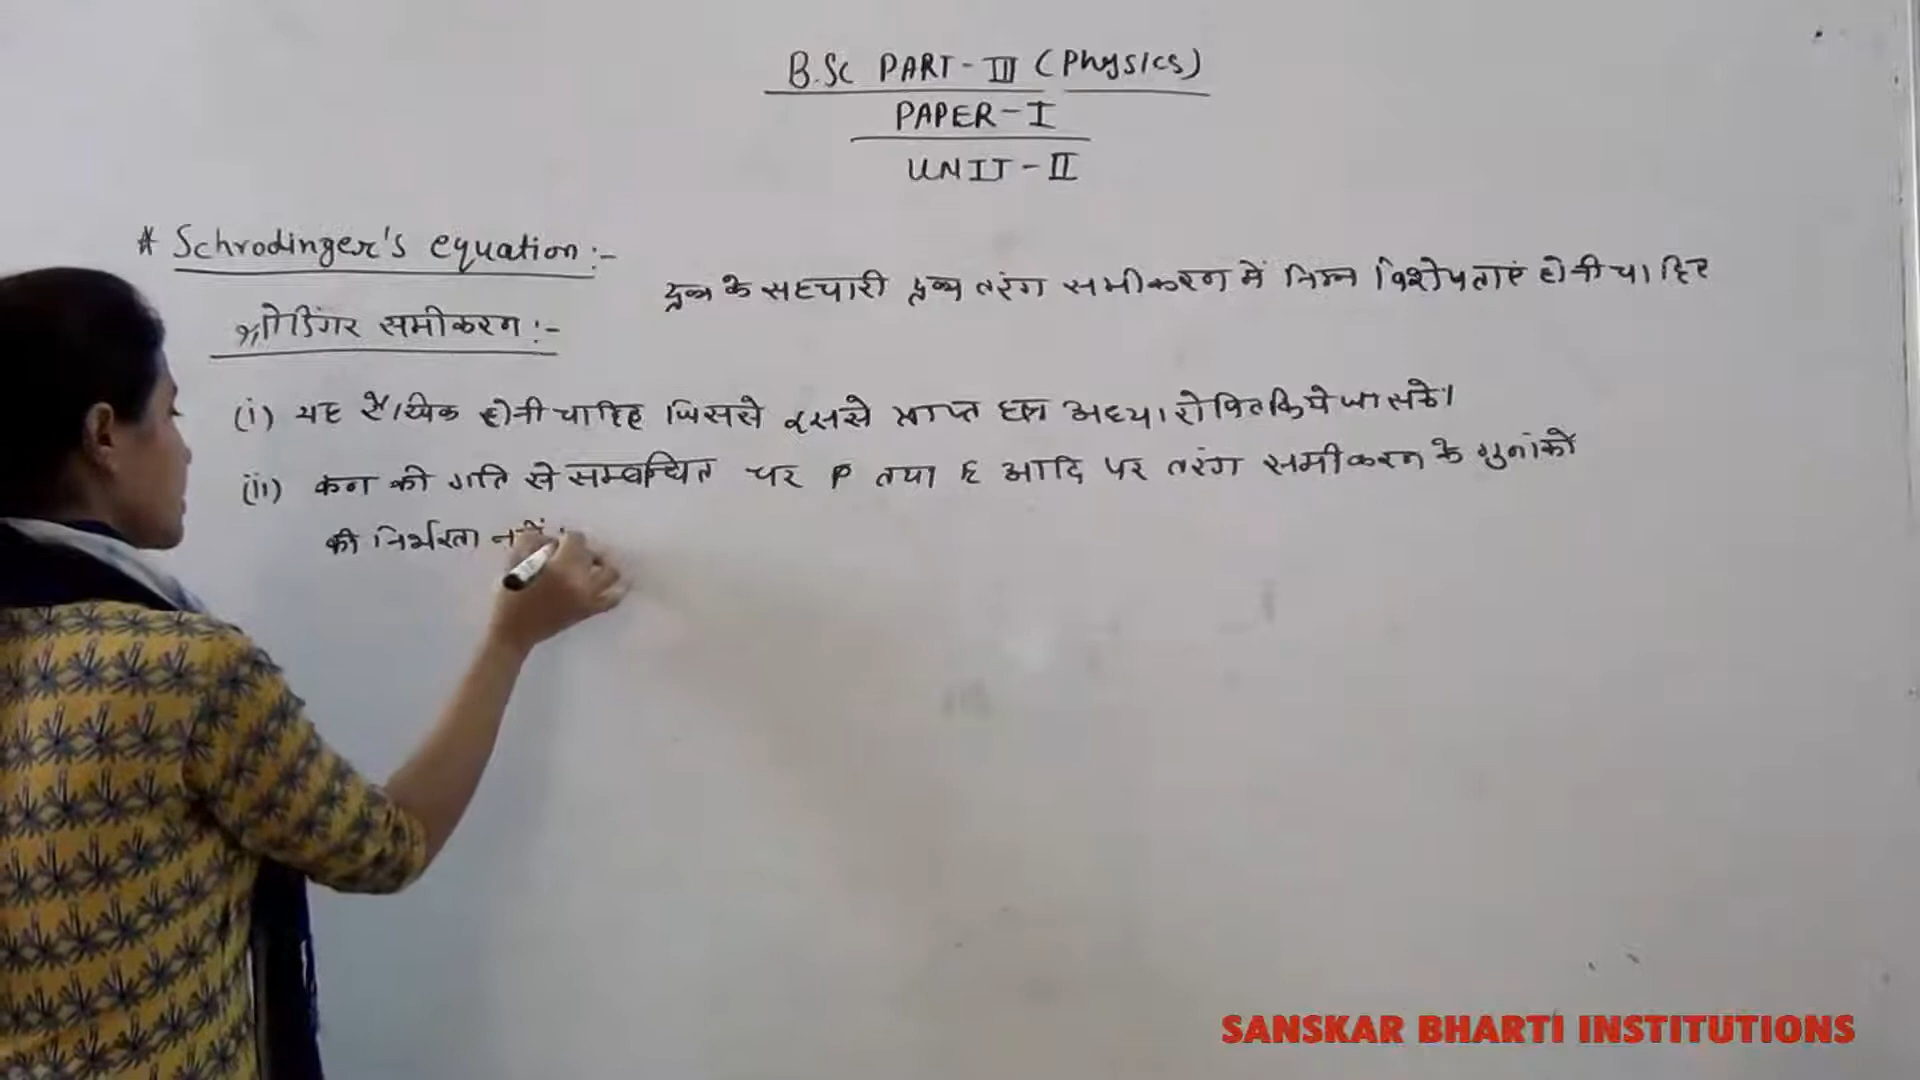 B.Sc PART-III (Physics)
PAPER-I
UNIT-II
* Schrodinger's equation:-
श्रोडिंगर समीकरण:-
द्रव्य के सहचारी द्रव्य तरंग समीकरण में निम्न विशेषताएं होनी चाहिए
(i) यह रैखिक होनी चाहिए जिससे इससे प्राप्त हल अध्यारोपित किये जा सकें।
(ii) कण की गति से सम्बन्धित चर P तथा E आदि पर तरंग समीकरण के गुणांकों
की निर्भरता
SANSKAR BHARTI INSTITUTIONS